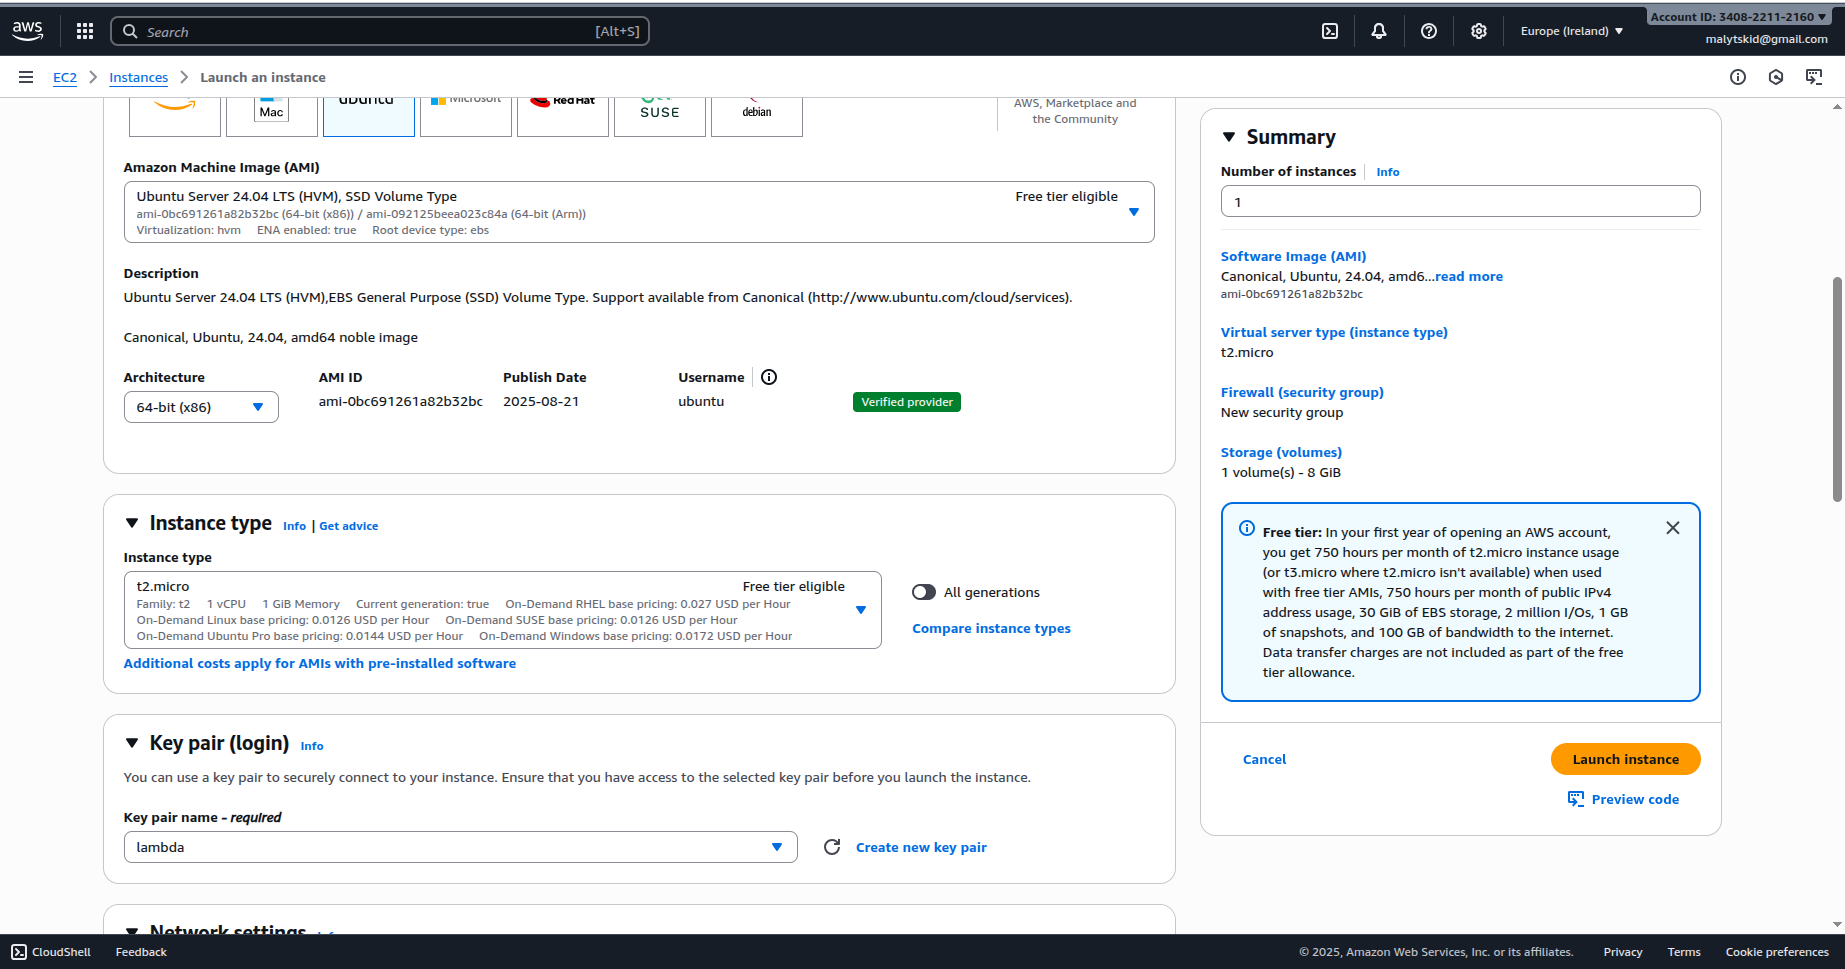 aws
Search
[Alt+S]
Europe (Ireland)
Account ID: 3408-2211-2160
malytskid@gmail.com
EC2
Instances
Launch an instance
Mac
ubuntu
Microsoft
Red Hat
SUSE
debian
AWS, Marketplace and
the Community
Amazon Machine Image (AMI)
Ubuntu Server 24.04 LTS (HVM), SSD Volume Type
Free tier eligible
ami-0bc691261a82b32bc (64-bit (x86)) / ami-092125beea023c84a (64-bit (Arm))
Virtualization: hvm ENA enabled: true Root device type: ebs
Description
Ubuntu Server 24.04 LTS (HVM),EBS General Purpose (SSD) Volume Type. Support available from Canonical (http://www.ubuntu.com/cloud/services).
Canonical, Ubuntu, 24.04, amd64 noble image
Architecture
AMI ID
Publish Date
Username
64-bit (x86)
ami-0bc691261a82b32bc
2025-08-21
ubuntu
Verified provider
Instance type Info | Get advice
Instance type
t2.micro
Free tier eligible
Family: t2 1 vCPU 1 GiB Memory Current generation: true On-Demand RHEL base pricing: 0.027 USD per Hour
On-Demand Linux base pricing: 0.0126 USD per Hour On-Demand SUSE base pricing: 0.0126 USD per Hour
On-Demand Ubuntu Pro base pricing: 0.0144 USD per Hour On-Demand Windows base pricing: 0.0172 USD per Hour
All generations
Compare instance types
Additional costs apply for AMIs with pre-installed software
Key pair (login) Info
You can use a key pair to securely connect to your instance. Ensure that you have access to the selected key pair before you launch the instance.
Key pair name - required
lambda
Create new key pair
Network settings Info
Summary
Number of instances Info
1
Software Image (AMI)
Canonical, Ubuntu, 24.04, amd6...read more
ami-0bc691261a82b32bc
Virtual server type (instance type)
t2.micro
Firewall (security group)
New security group
Storage (volumes)
1 volume(s) - 8 GiB
Free tier: In your first year of opening an AWS account,
you get 750 hours per month of t2.micro instance usage
(or t3.micro where t2.micro isn't available) when used
with free tier AMIs, 750 hours per month of public IPv4
address usage, 30 GiB of EBS storage, 2 million I/Os, 1 GB
of snapshots, and 100 GB of bandwidth to the internet.
Data transfer charges are not included as part of the free
tier allowance.
Cancel
Launch instance
Preview code
CloudShell
Feedback
© 2025, Amazon Web Services, Inc. or its affiliates.
Privacy
Terms
Cookie preferences